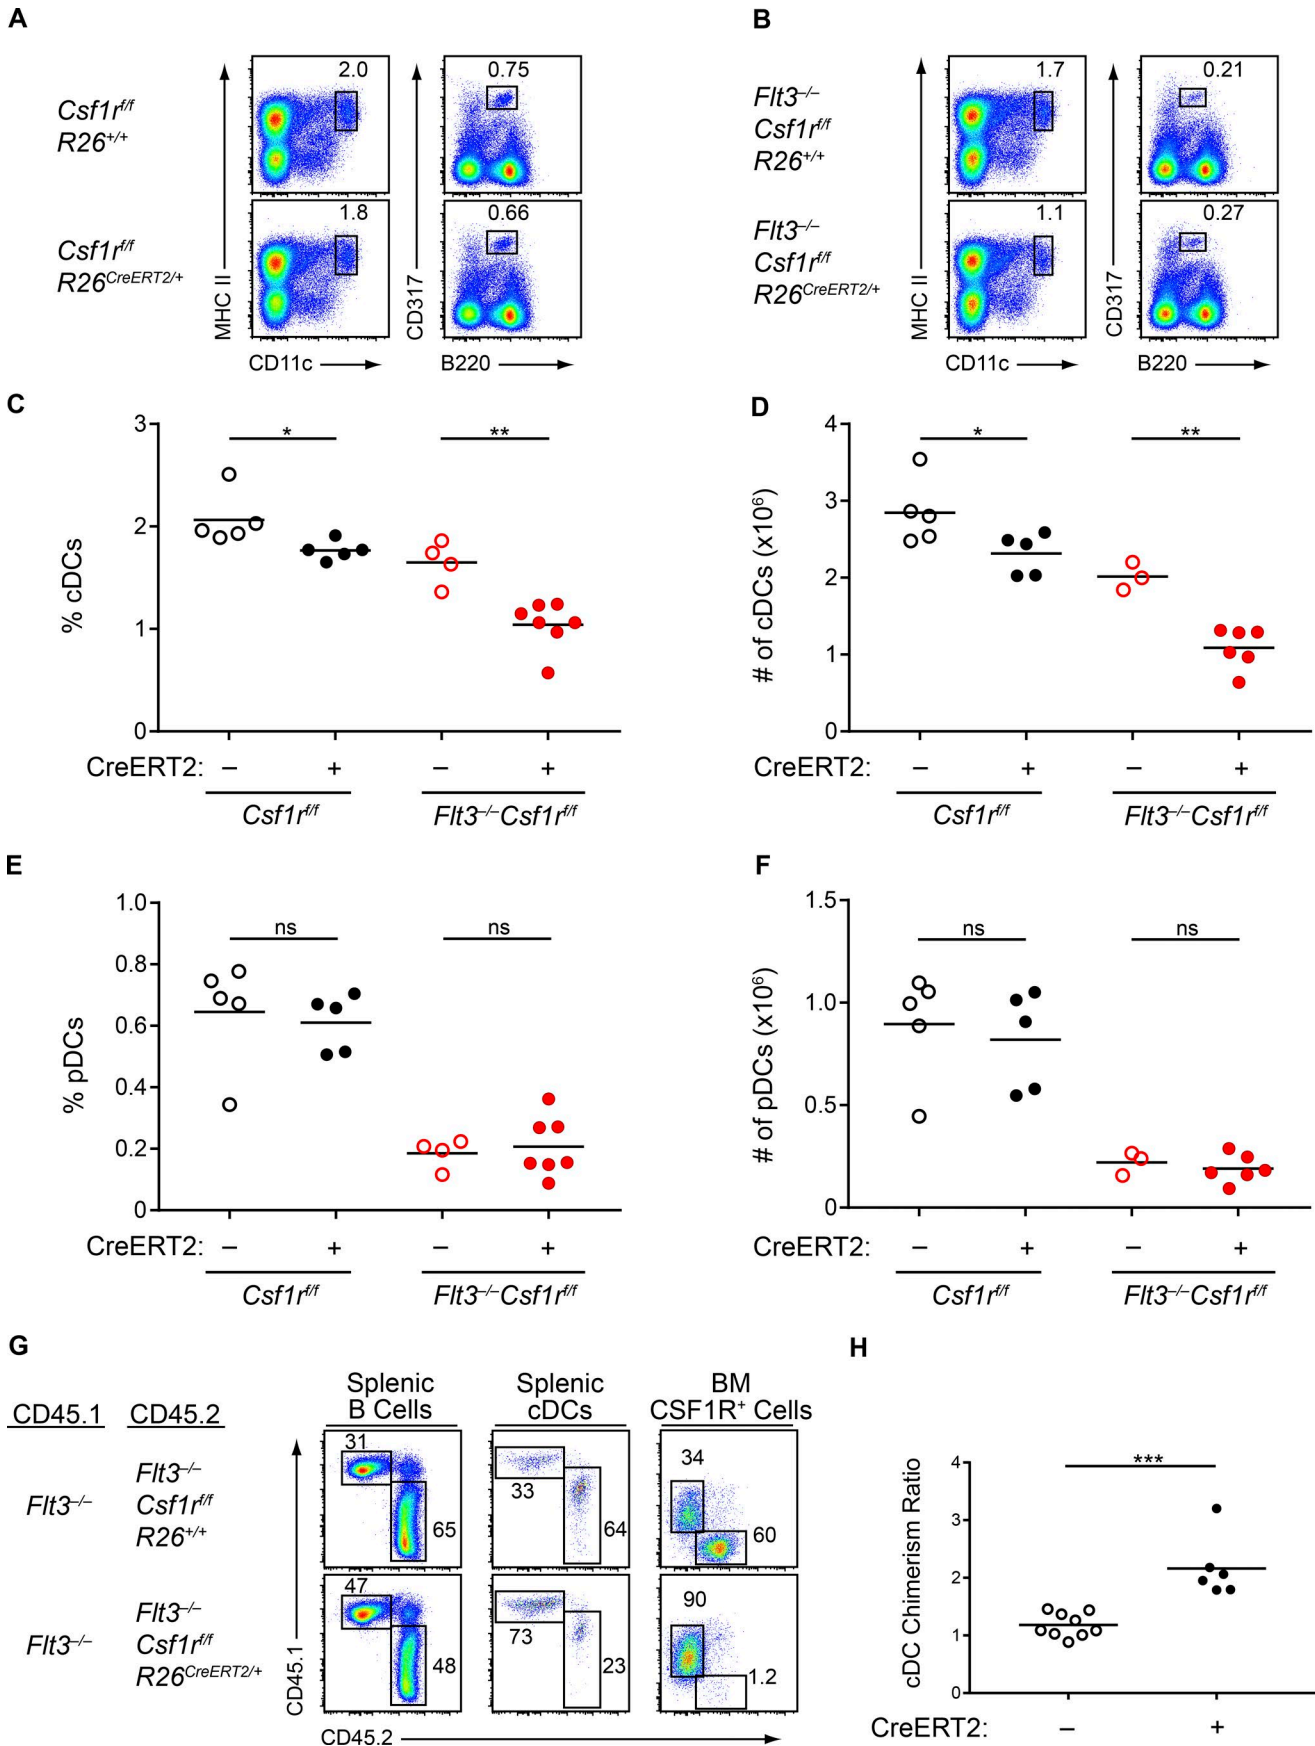 A
B
Csf1r^f/f
R26^+/+
2.0
0.75
Csf1r^f/f
R26^CreERT2/+
1.8
0.66
MHC II
CD11c
CD317
B220
Flt3^–/–
Csf1r^f/f
R26^+/+
1.7
0.21
Flt3^–/–
Csf1r^f/f
R26^CreERT2/+
1.1
0.27
MHC II
CD11c
CD317
B220
C
% cDCs
3
2
1
0
*
**
CreERT2: – + – +
Csf1r^f/f
Flt3^–/–Csf1r^f/f
D
# of cDCs (x10^6)
4
3
2
1
0
*
**
CreERT2: – + – +
Csf1r^f/f
Flt3^–/–Csf1r^f/f
E
% pDCs
1.0
0.8
0.6
0.4
0.2
0
ns
ns
CreERT2: – + – +
Csf1r^f/f
Flt3^–/–Csf1r^f/f
F
# of pDCs (x10^6)
1.5
1.0
0.5
0
ns
ns
CreERT2: – + – +
Csf1r^f/f
Flt3^–/–Csf1r^f/f
G
CD45.1
CD45.2
Splenic
B Cells
Splenic
cDCs
BM
CSF1R^+ Cells
Flt3^–/–
Flt3^–/–
Csf1r^f/f
R26^+/+
31
65
33
64
34
60
Flt3^–/–
Flt3^–/–
Csf1r^f/f
R26^CreERT2/+
47
48
73
23
90
1.2
CD45.1
CD45.2
H
cDC Chimerism Ratio
4
3
2
1
0
***
CreERT2: – +